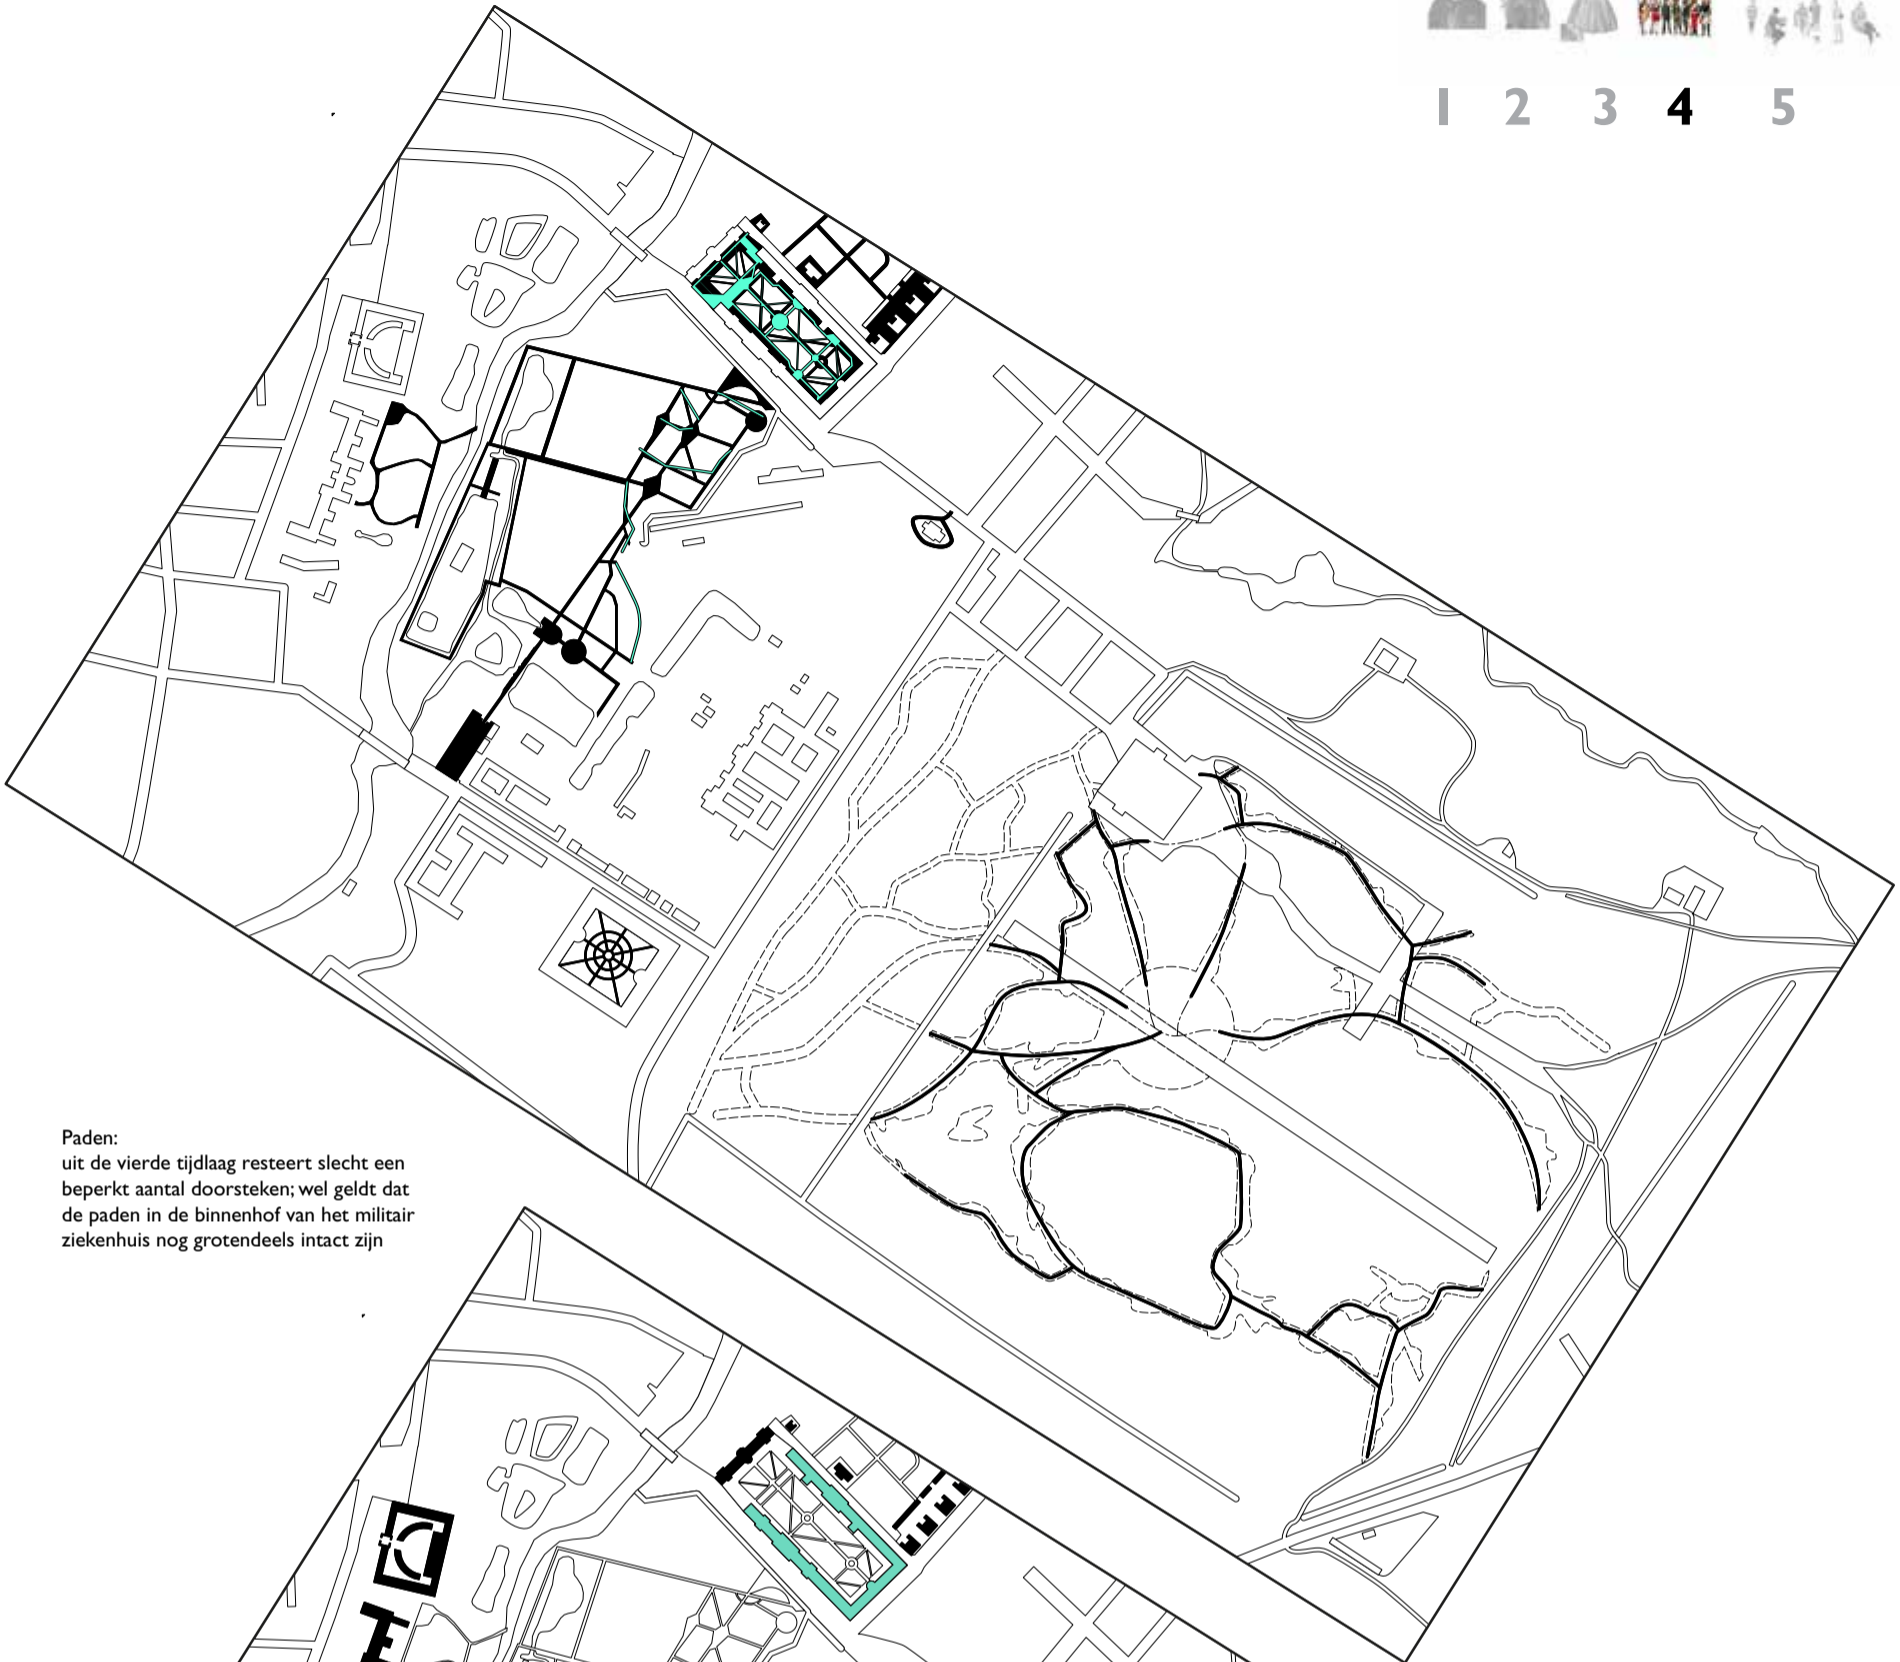 1 2 3 4 5
Paden:
uit de vierde tijdlaag resteert slecht een
beperkt aantal doorsteken; wel geldt dat
de paden in de binnenhof van het militair
ziekenhuis nog grotendeels intact zijn